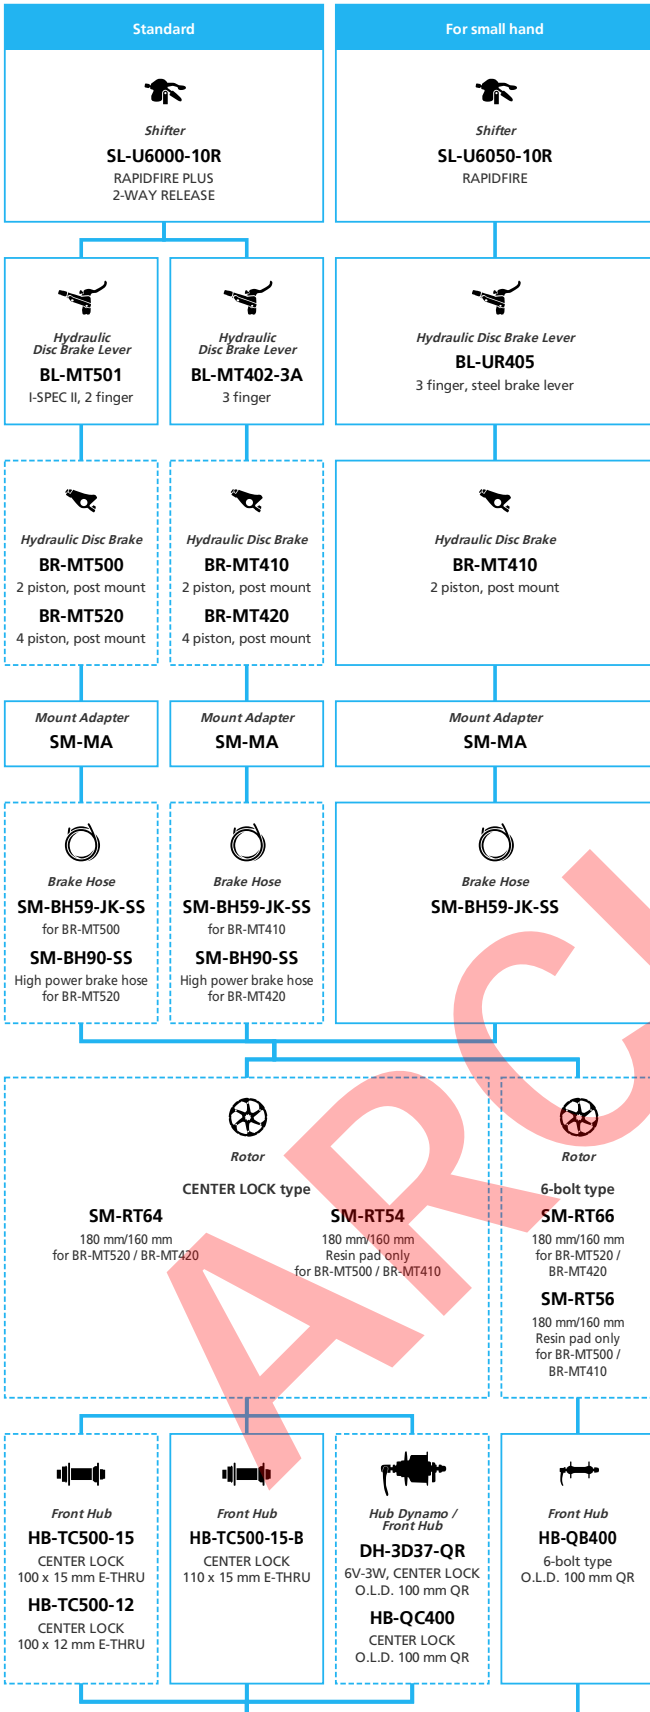 Standard
For small hand
Shifter
SL-U6000-10R
RAPIDFIRE PLUS
2-WAY RELEASE
Shifter
SL-U6050-10R
RAPIDFIRE
Hydraulic
Disc Brake Lever
BL-MT501
I-SPEC II, 2 finger
Hydraulic
Disc Brake Lever
BL-MT402-3A
3 finger
Hydraulic Disc Brake Lever
BL-UR405
3 finger, steel brake lever
Hydraulic Disc Brake
BR-MT500
2 piston, post mount
BR-MT520
4 piston, post mount
Hydraulic Disc Brake
BR-MT410
2 piston, post mount
BR-MT420
4 piston, post mount
Hydraulic Disc Brake
BR-MT410
2 piston, post mount
Mount Adapter
SM-MA
Mount Adapter
SM-MA
Mount Adapter
SM-MA
Brake Hose
SM-BH59-JK-SS
for BR-MT500
SM-BH90-SS
High power brake hose
for BR-MT520
Brake Hose
SM-BH59-JK-SS
for BR-MT410
SM-BH90-SS
High power brake hose
for BR-MT420
Brake Hose
SM-BH59-JK-SS
Rotor
CENTER LOCK type
SM-RT64
180 mm/160 mm
for BR-MT520 / BR-MT420
SM-RT54
180 mm/160 mm
Resin pad only
for BR-MT500 / BR-MT410
Rotor
6-bolt type
SM-RT66
180 mm/160 mm
for BR-MT520 /
BR-MT420
SM-RT56
180 mm/160 mm
Resin pad only
for BR-MT500 /
BR-MT410
Front Hub
HB-TC500-15
CENTER LOCK
100 x 15 mm E-THRU
HB-TC500-12
CENTER LOCK
100 x 12 mm E-THRU
Front Hub
HB-TC500-15-B
CENTER LOCK
110 x 15 mm E-THRU
Hub Dynamo /
Front Hub
DH-3D37-QR
6V-3W, CENTER LOCK
O.L.D. 100 mm QR
HB-QC400
CENTER LOCK
O.L.D. 100 mm QR
Front Hub
HB-QB400
6-bolt type
O.L.D. 100 mm QR